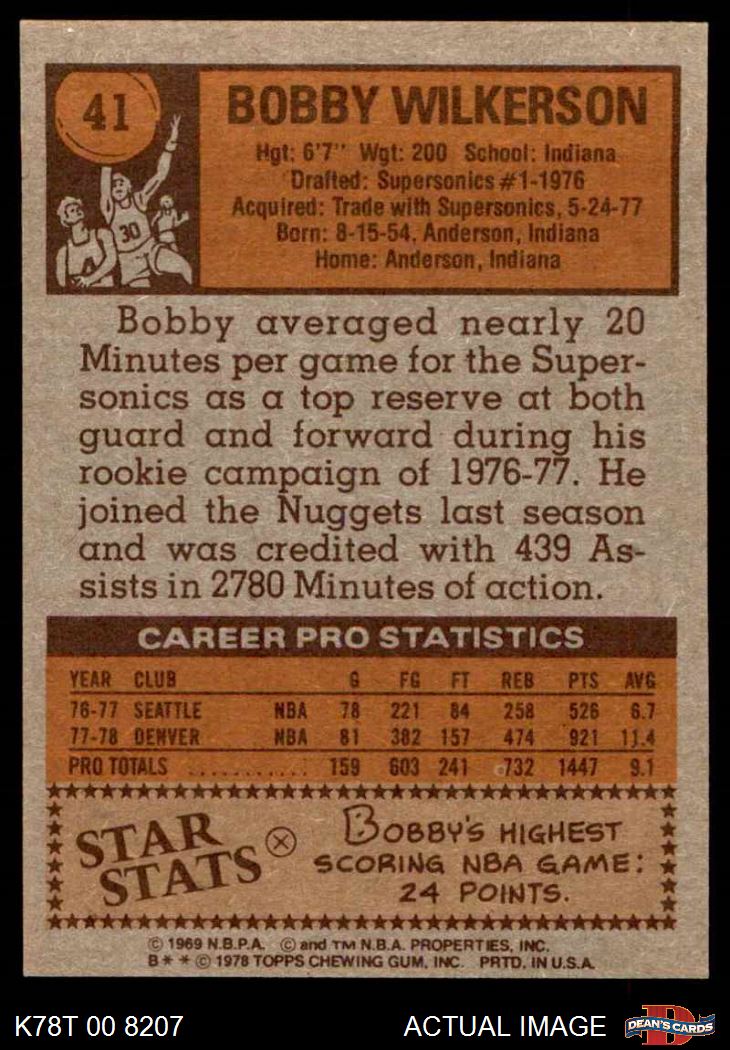 41
BOBBY WILKERSON
Hgt: 6'7" Wgt: 200 School: Indiana
Drafted: Supersonics #1-1976
Acquired: Trade with Supersonics, 5-24-77
Born: 8-15-54, Anderson, Indiana
Home: Anderson, Indiana
30
Bobby averaged nearly 20
Minutes per game for the Super-
sonics as a top reserve at both
guard and forward during his
rookie campaign of 1976-77. He
joined the Nuggets last season
and was credited with 439 As-
sists in 2780 Minutes of action.
CAREER PRO STATISTICS
YEAR CLUB G FG FT REB PTS AVG
76-77 SEATTLE NBA 78 221 84 258 526 6.7
77-78 DENVER NBA 81 382 157 474 921 11.4
PRO TOTALS ........... 159 603 241 732 1447 9.1
STAR
STATS
BOBBY'S HIGHEST
SCORING NBA GAME:
24 POINTS.
© 1969 N.B.P.A. © and TM N.B.A. PROPERTIES, INC.
B * * © 1978 TOPPS CHEWING GUM, INC. PRTD. IN U.S.A.
K78T 00 8207
ACTUAL IMAGE
D
DEAN'S CARDS